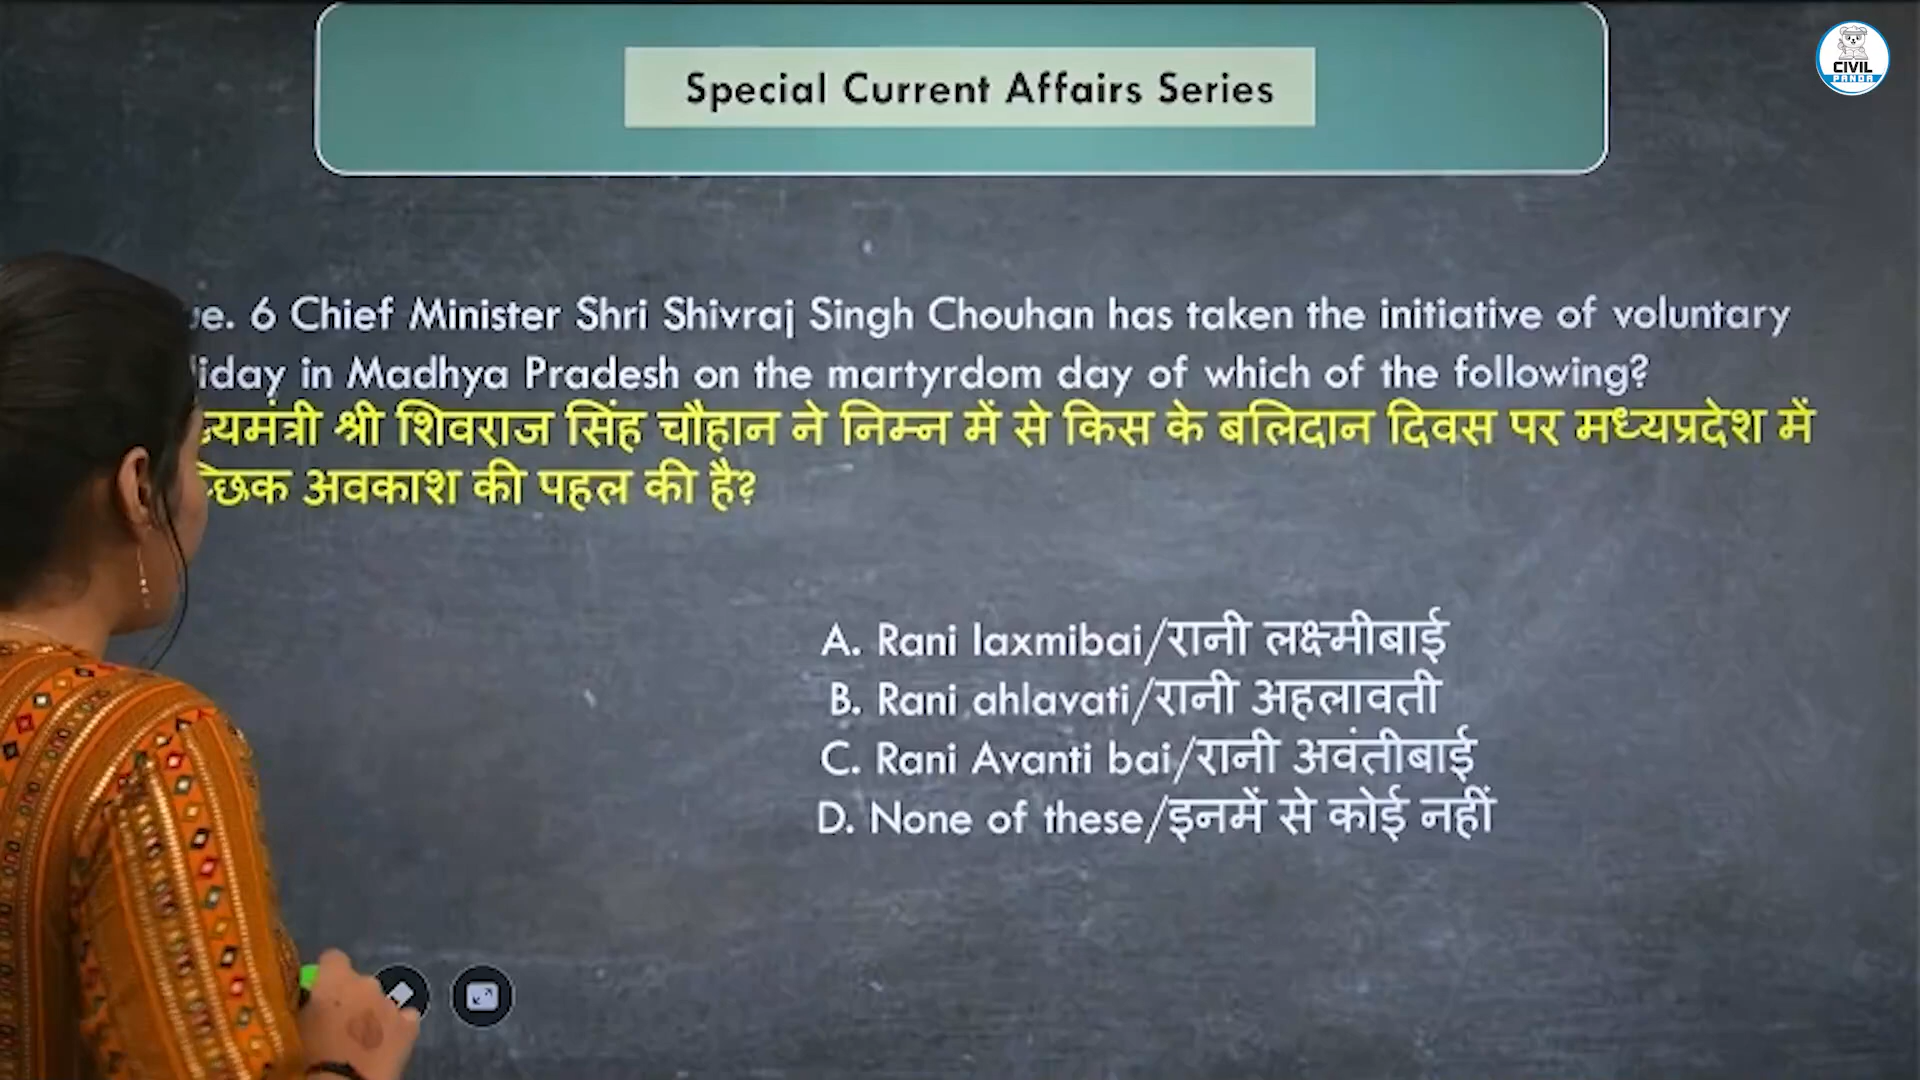 Special Current Affairs Series
CIVIL
PANDA
6 Chief Minister Shri Shivraj Singh Chouhan has taken the initiative of voluntary
in Madhya Pradesh on the martyrdom day of which of the following?
श्री शिवराज सिंह चौहान ने निम्न में से किस के बलिदान दिवस पर मध्यप्रदेश में
अवकाश की पहल की है?
A. Rani laxmibai/रानी लक्ष्मीबाई
B. Rani ahlavati/रानी अहलावती
C. Rani Avanti bai/रानी अवंतीबाई
D. None of these/इनमें से कोई नहीं